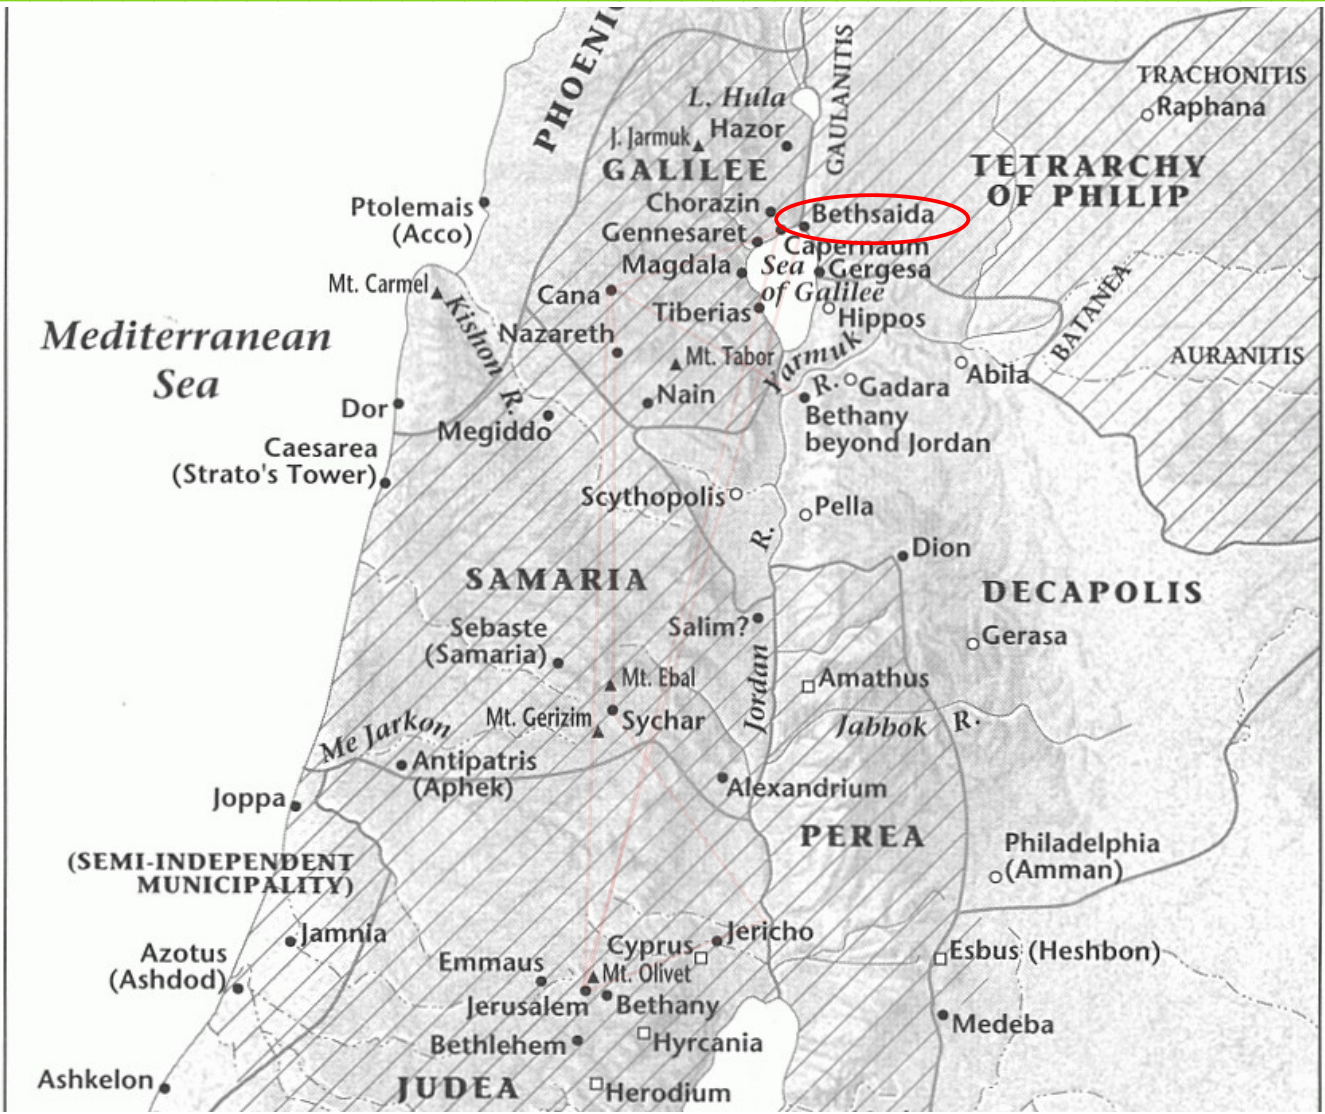 PHOENIC
GAULANITIS
TRACHONITIS
Raphana
L. Hula
J. Jarmuk
Hazor
GALILEE
TETRARCHY
OF PHILIP
Chorazin
Bethsaida
Ptolemais
(Acco)
Gennesaret
Capernaum
Magdala
Sea
of Galilee
Gergesa
Mt. Carmel
Cana
Kishon
R.
Tiberias
Hippos
BATANEA
Mediterranean
Sea
Nazareth
Mt. Tabor
Yarmuk
R.
AURANITIS
Gadara
Abila
Nain
Dor
Megiddo
Bethany
beyond Jordan
Caesarea
(Strato's Tower)
Scythopolis
Pella
R.
Dion
SAMARIA
DECAPOLIS
Sebaste
(Samaria)
Salim?
Gerasa
Mt. Ebal
Jordan
Amathus
Mt. Gerizim
Sychar
Jabbok
R.
Me Jarkon
Antipatris
(Aphek)
Alexandrium
Joppa
PEREA
Philadelphia
(Amman)
(SEMI-INDEPENDENT
MUNICIPALITY)
Jamnia
Jericho
Cyprus
Azotus
(Ashdod)
Emmaus
Mt. Olivet
Esbus (Heshbon)
Jerusalem
Bethany
Medeba
Bethlehem
Hyrcania
Ashkelon
JUDEA
Herodium